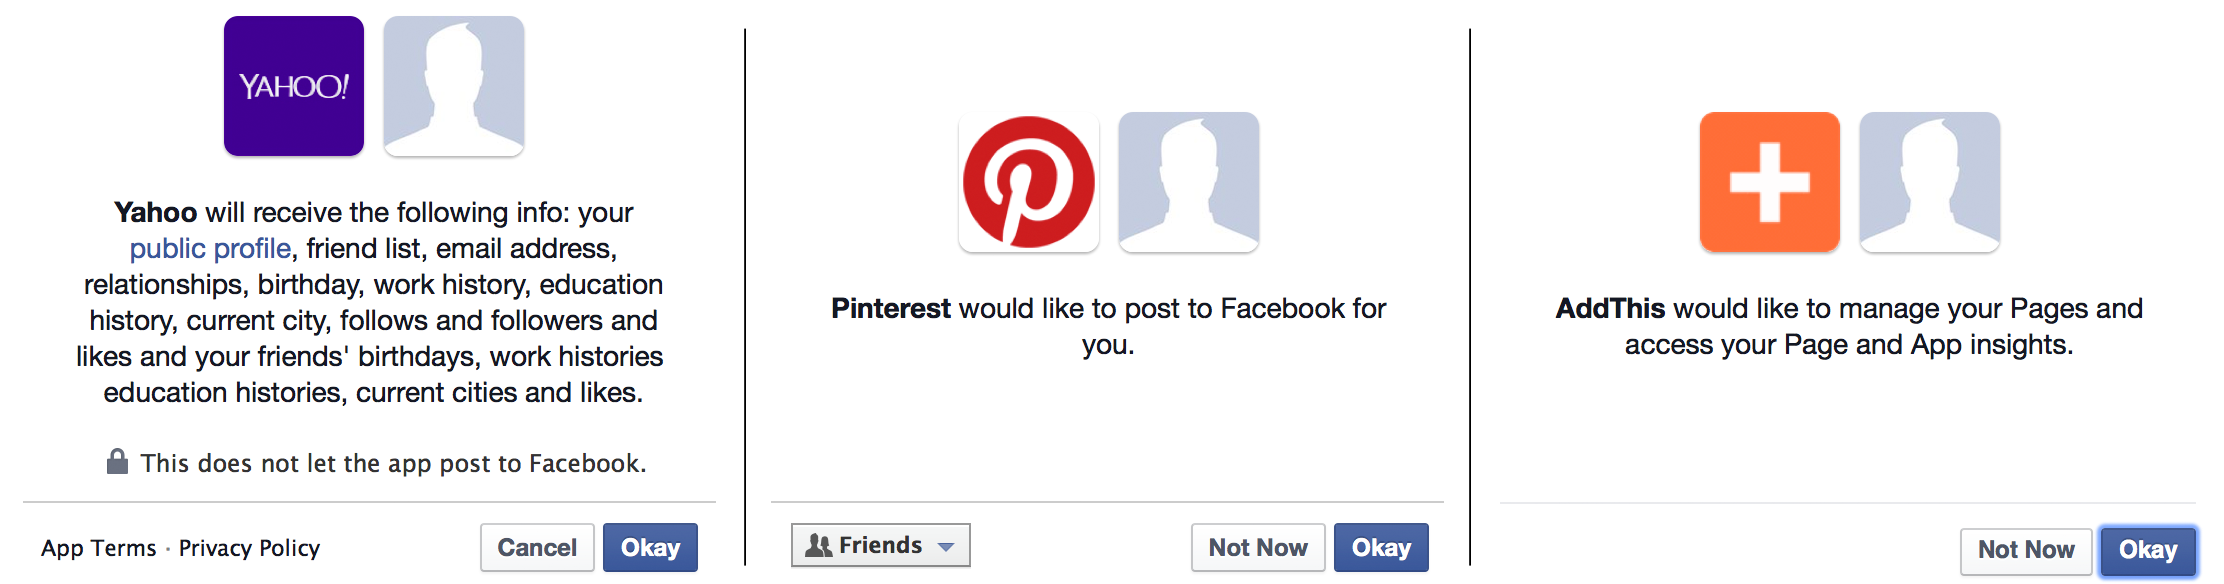 YAHOO!
Yahoo will receive the following info: your
public profile, friend list, email address,
relationships, birthday, work history, education
history, current city, follows and followers and
likes and your friends' birthdays, work histories
education histories, current cities and likes.
This does not let the app post to Facebook.
App Terms · Privacy Policy
Cancel
Okay
Pinterest would like to post to Facebook for
you.
Friends
Not Now
Okay
AddThis would like to manage your Pages and
access your Page and App insights.
Not Now
Okay